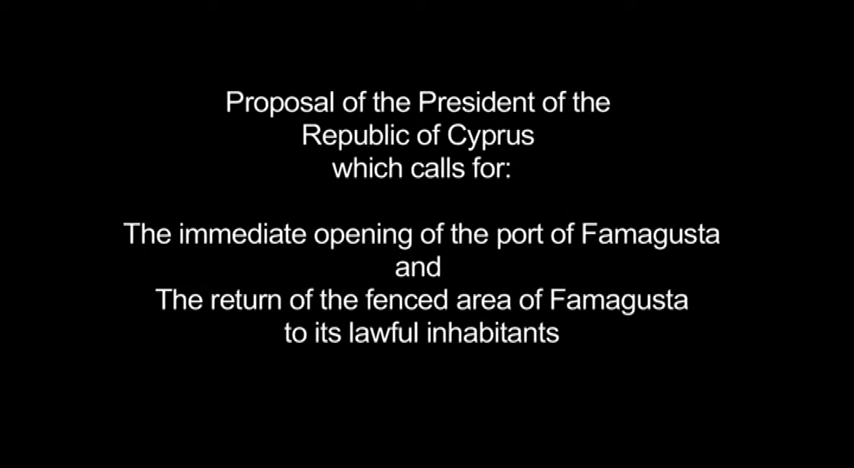 Proposal of the President of the
Republic of Cyprus
which calls for:
The immediate opening of the port of Famagusta
and
The return of the fenced area of Famagusta
to its lawful inhabitants